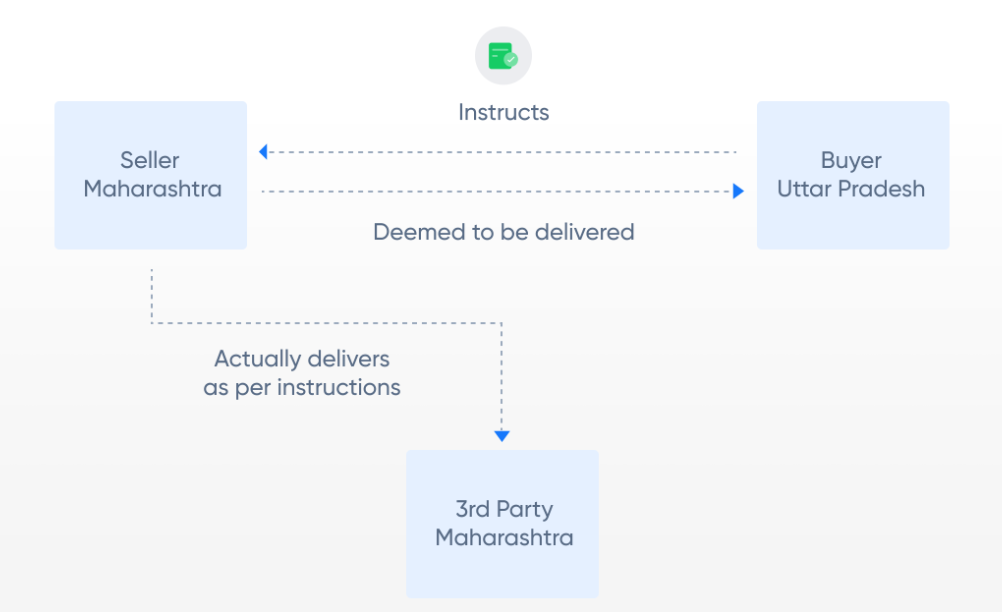 Instructs
Seller
Maharashtra
Buyer
Uttar Pradesh
Deemed to be delivered
Actually delivers
as per instructions
3rd Party
Maharashtra